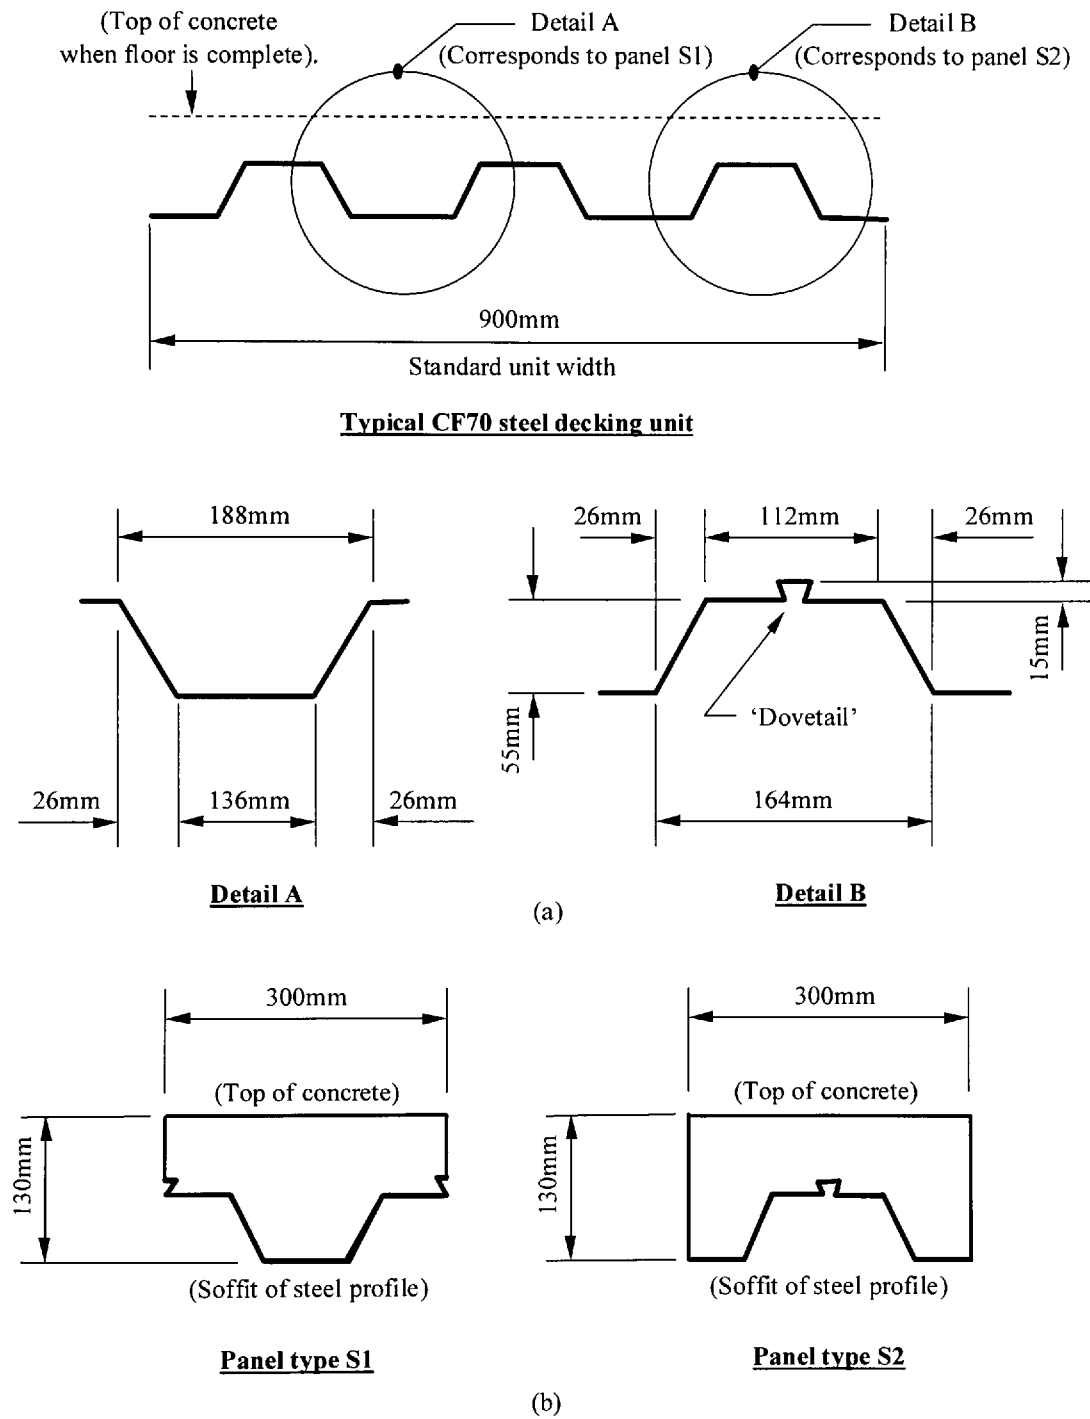 (Top of concrete
when floor is complete).
Detail A
(Corresponds to panel S1)
Detail B
(Corresponds to panel S2)
900mm
Standard unit width
Typical CF70 steel decking unit
188mm
26mm
136mm
26mm
Detail A
26mm
112mm
26mm
15mm
55mm
'Dovetail'
164mm
Detail B
(a)
300mm
(Top of concrete)
130mm
(Soffit of steel profile)
Panel type S1
300mm
(Top of concrete)
130mm
(Soffit of steel profile)
Panel type S2
(b)